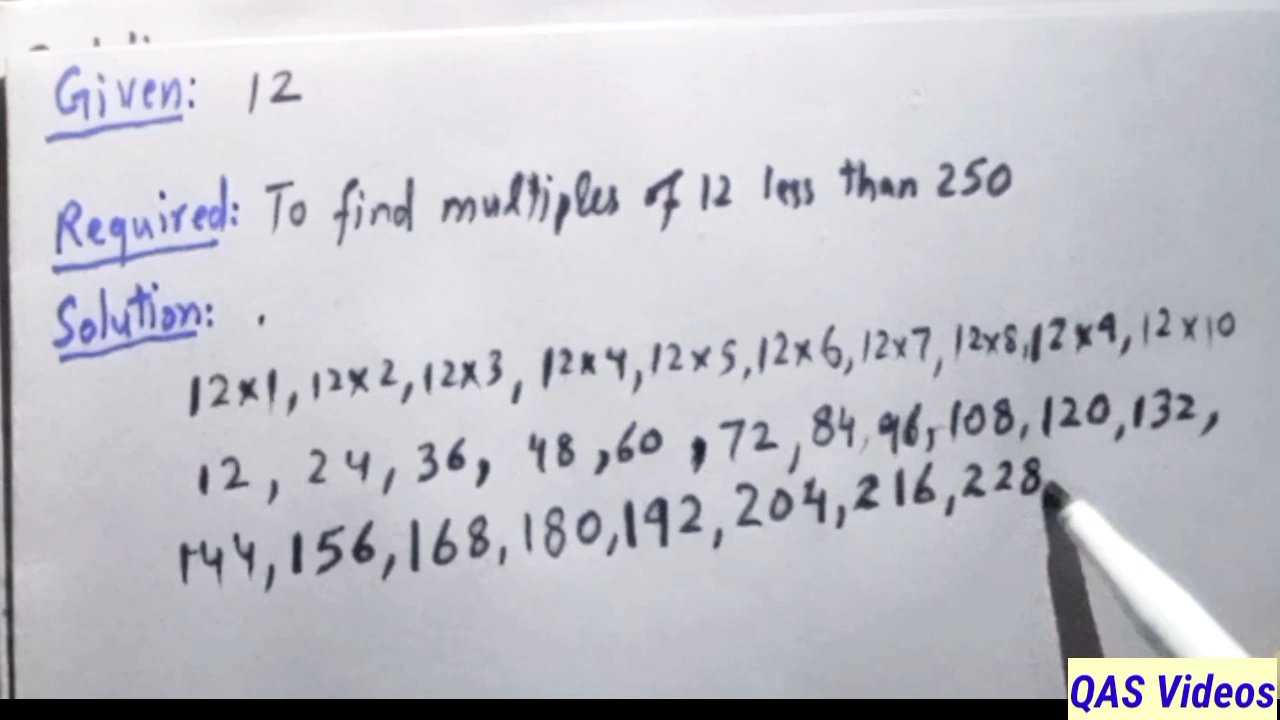 Given: 12
Required: To find multiples of 12 less than 250
Solution: .
12×1, 12×2, 12×3, 12×4, 12×5, 12×6, 12×7, 12×8, 12×9, 12×10
12, 24, 36, 48, 60, 72, 84, 96, 108, 120, 132,
144, 156, 168, 180, 192, 204, 216, 228
QAS Videos